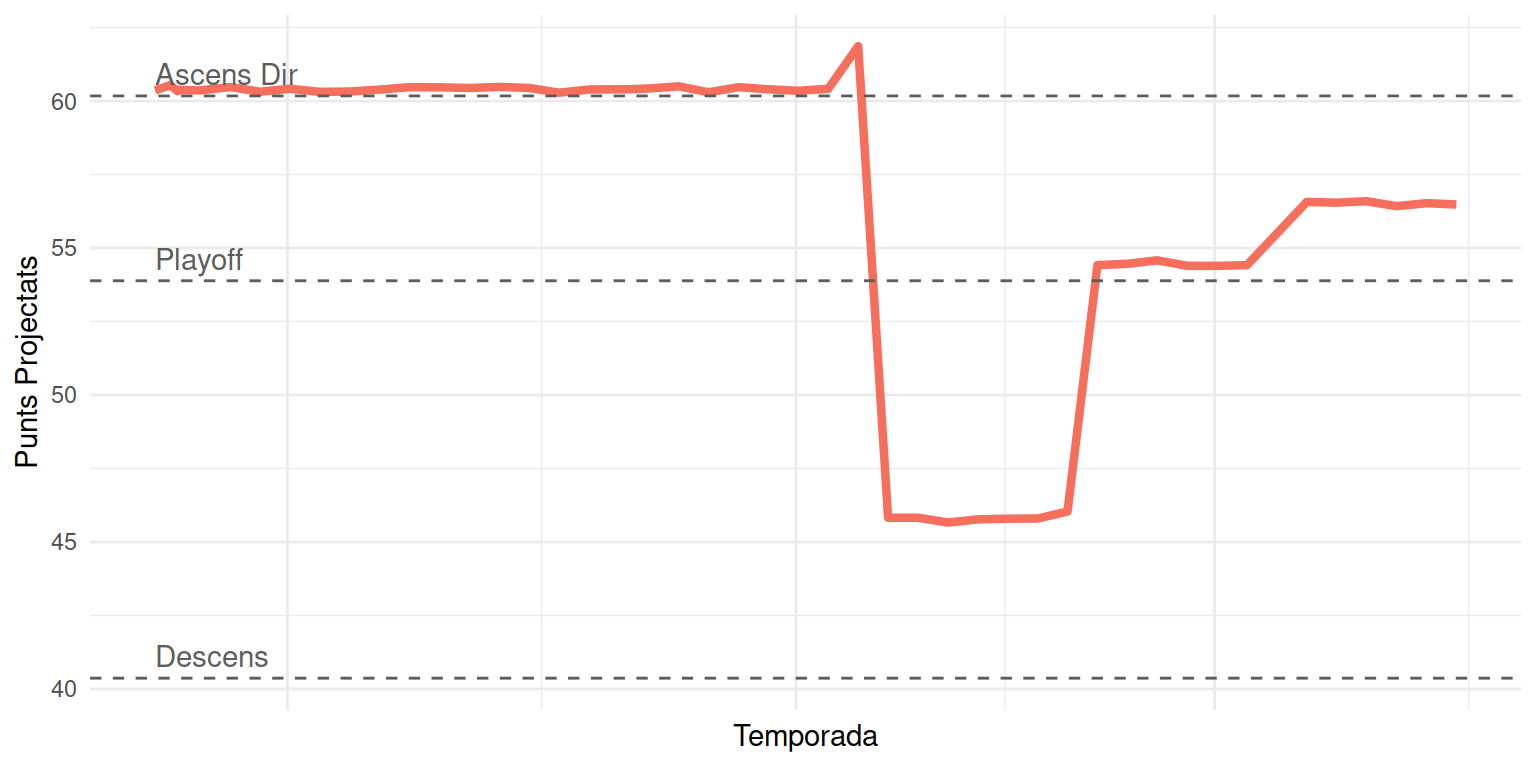 Ascens Dir
60
Playoff
55
50
45
Descens
40
Punts Projectats
Temporada